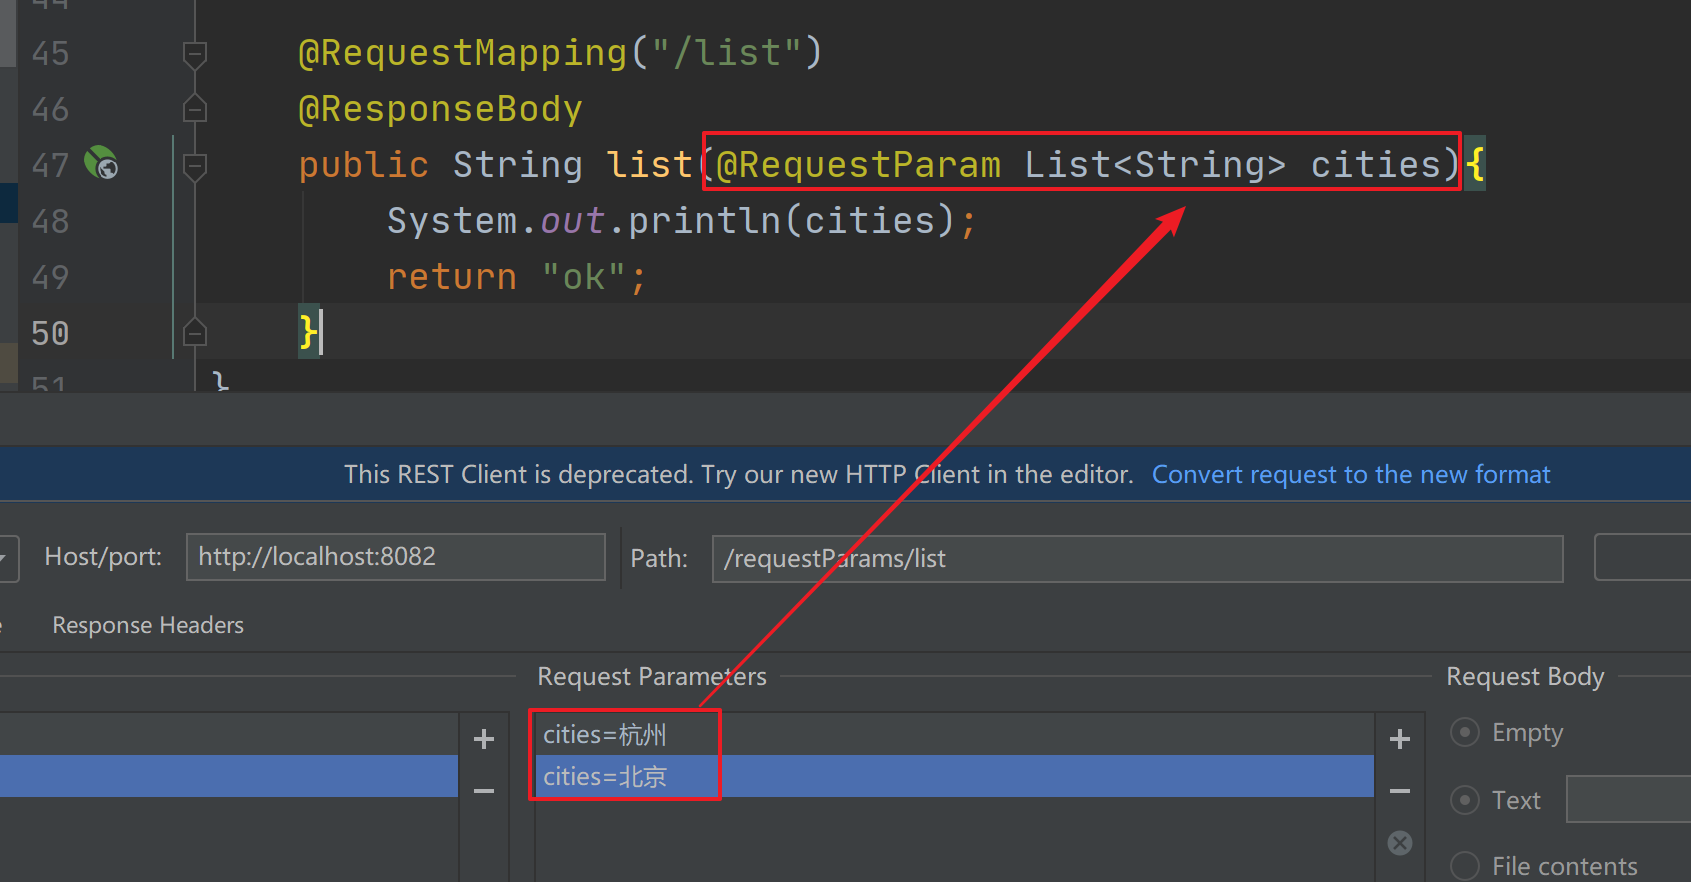 45 @RequestMapping("/list")
46 @ResponseBody
47 public String list(@RequestParam List<String> cities){
48 System.out.println(cities);
49 return "ok";
50 }
51 }
This REST Client is deprecated. Try our new HTTP Client in the editor. Convert request to the new format
Host/port: http://localhost:8082 Path: /requestParams/list
Response Headers
Request Parameters Request Body
cities=杭州 Empty
cities=北京
Text
File contents